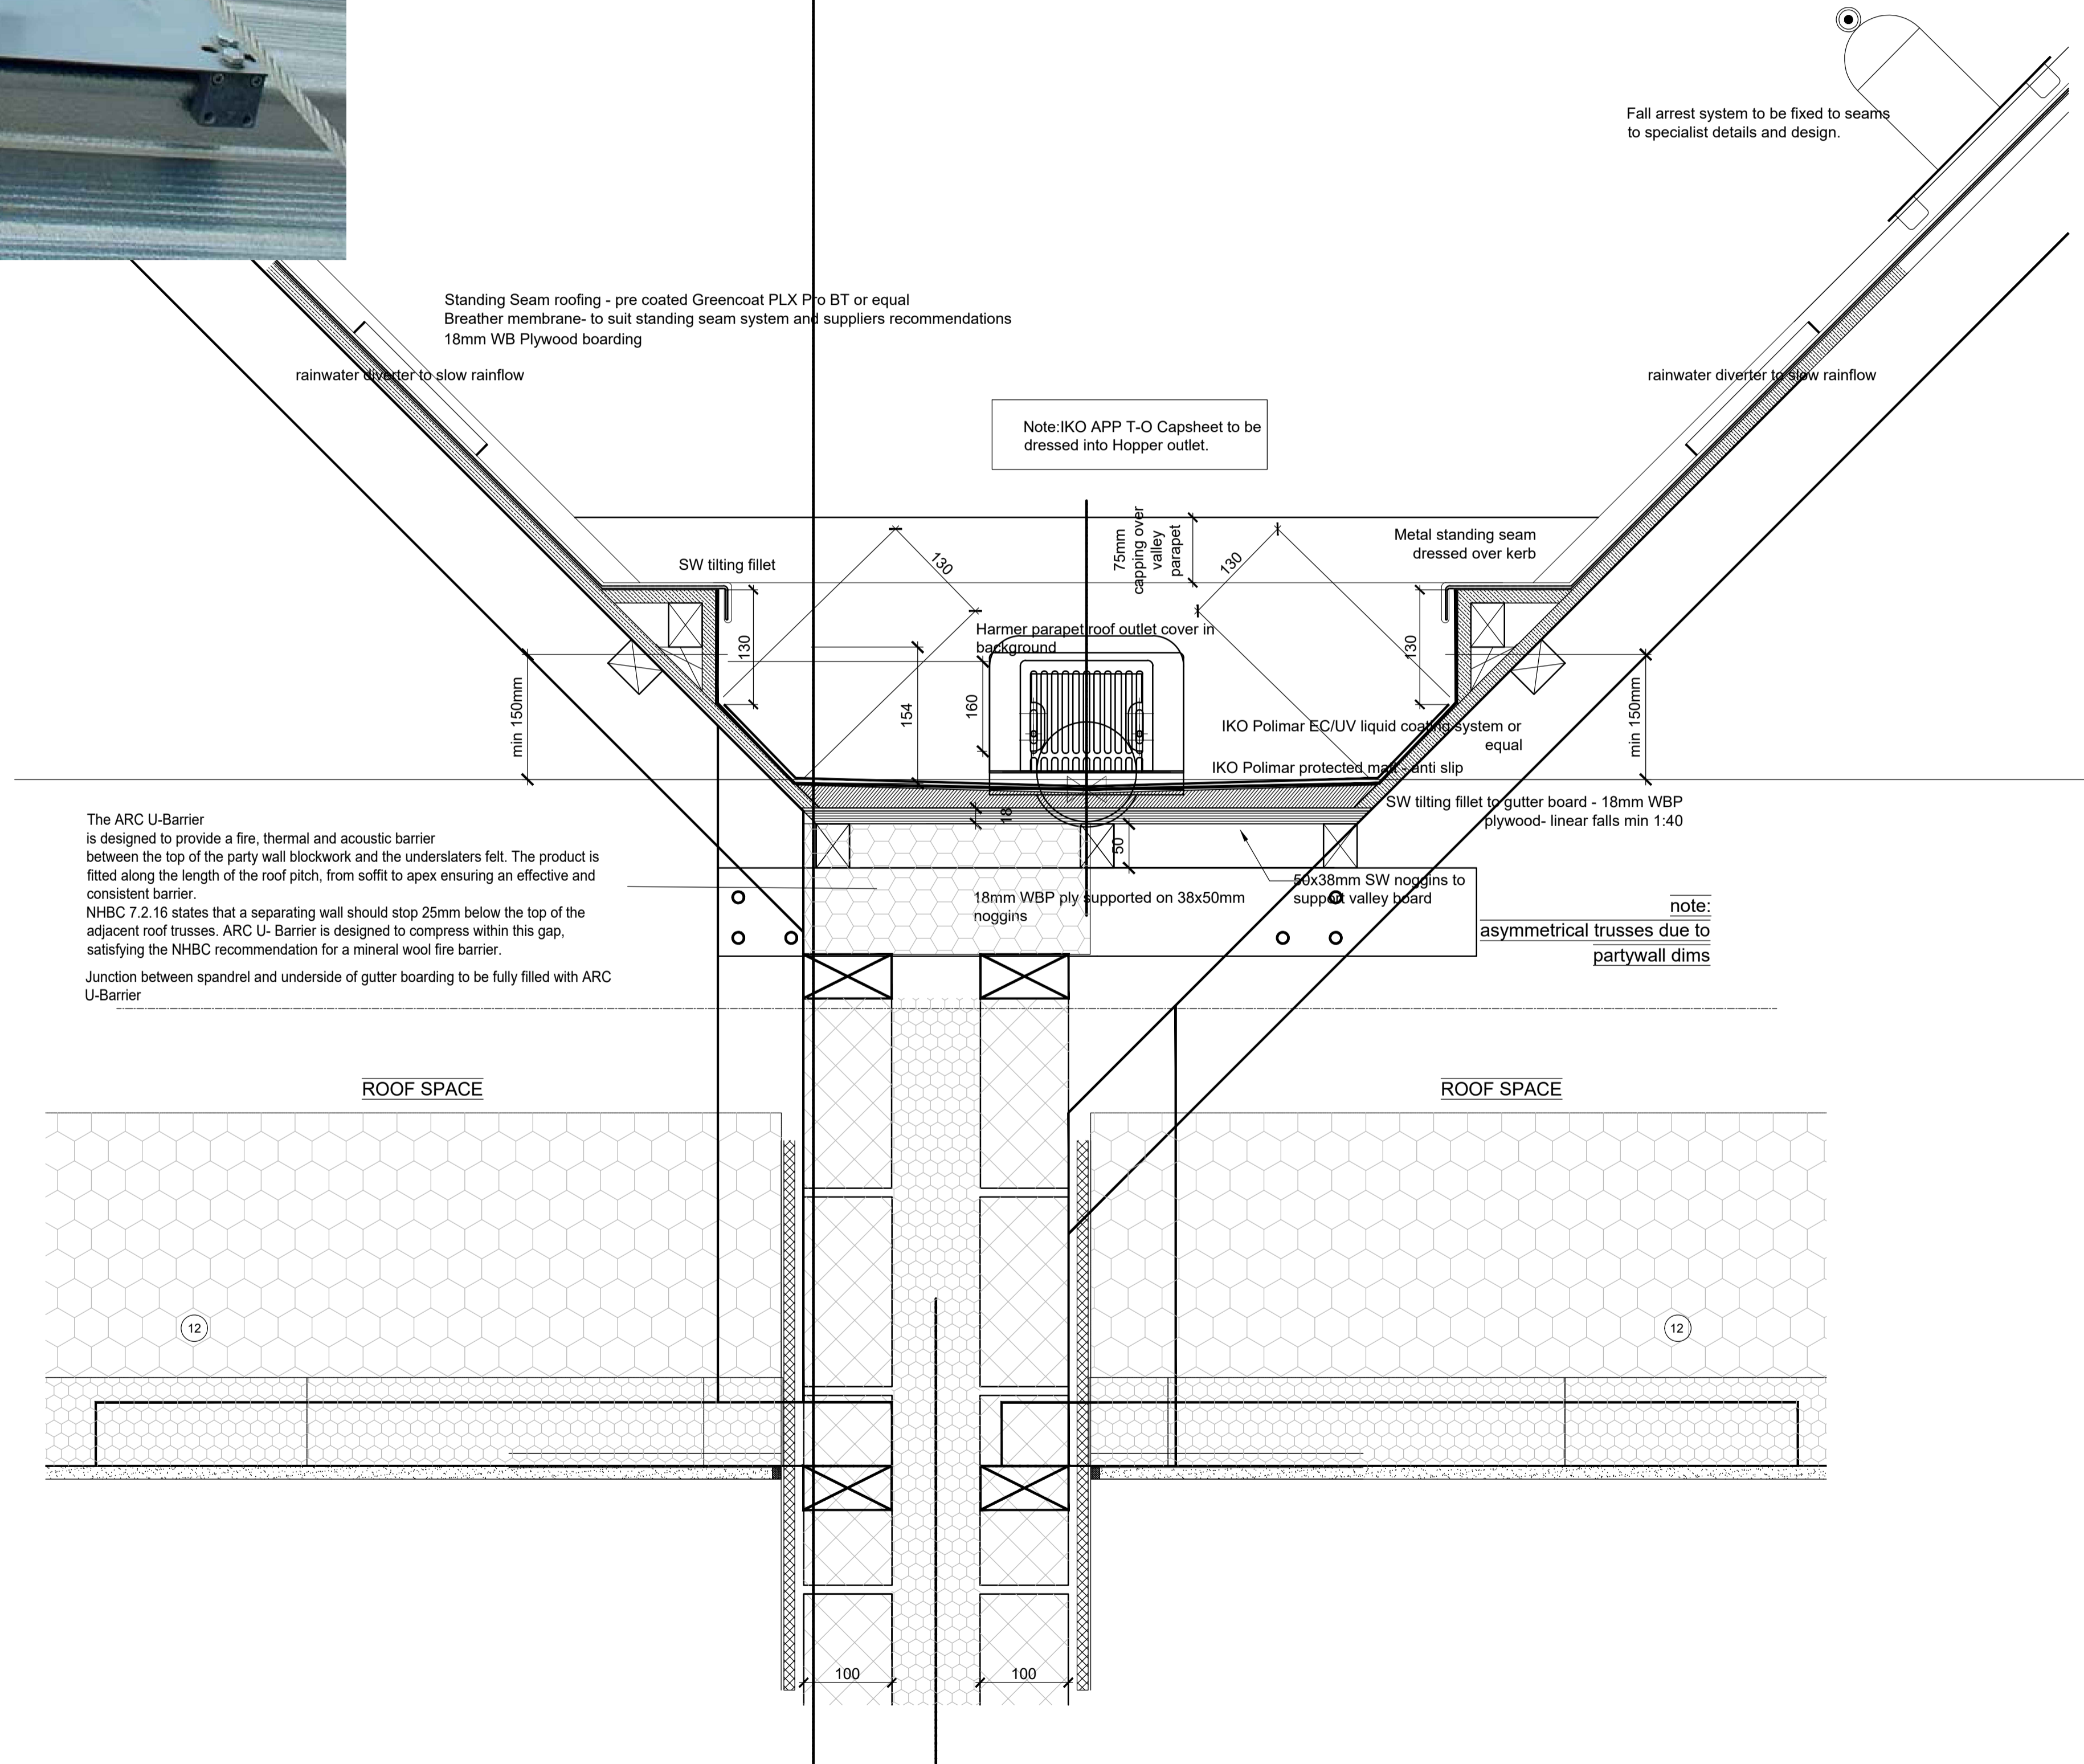 Fall arrest system to be fixed to seams
to specialist details and design.
Standing Seam roofing - pre coated Greencoat PLX Pro BT or equal
Breather membrane- to suit standing seam system and suppliers recommendations
18mm WB Plywood boarding
rainwater diverter to slow rainflow
rainwater diverter to slow rainflow
Note:IKO APP T-O Capsheet to be
dressed into Hopper outlet.
SW tilting fillet
130
75mm
capping over
valley
parapet
130
Metal standing seam
dressed over kerb
Harmer parapet roof outlet cover in
background
130
130
min 150mm
154
160
min 150mm
IKO Polimar EC/UV liquid coating system or
equal
IKO Polimar protected matt - anti slip
SW tilting fillet to gutter board - 18mm WBP
plywood- linear falls min 1:40
18
50
The ARC U-Barrier
is designed to provide a fire, thermal and acoustic barrier
between the top of the party wall blockwork and the underslaters felt. The product is
fitted along the length of the roof pitch, from soffit to apex ensuring an effective and
consistent barrier.
NHBC 7.2.16 states that a separating wall should stop 25mm below the top of the
adjacent roof trusses. ARC U- Barrier is designed to compress within this gap,
satisfying the NHBC recommendation for a mineral wool fire barrier.
Junction between spandrel and underside of gutter boarding to be fully filled with ARC
U-Barrier
18mm WBP ply supported on 38x50mm
noggins
50x38mm SW noggins to
support valley board
note:
asymmetrical trusses due to
partywall dims
ROOF SPACE
ROOF SPACE
12
12
100
100